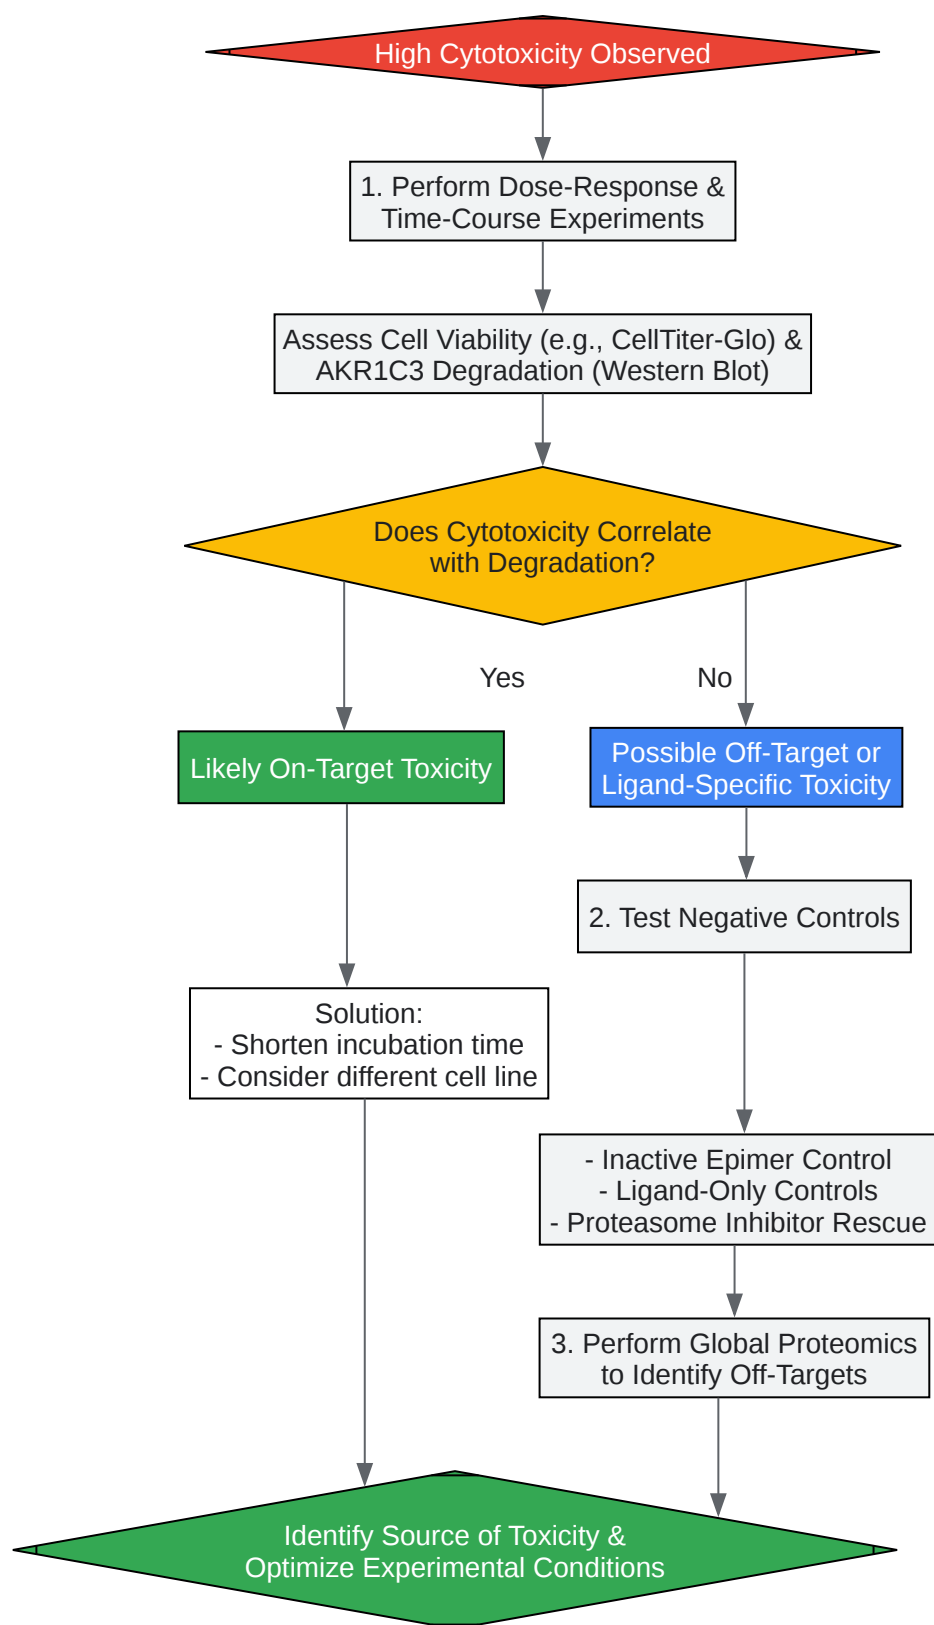 High Cytotoxicity Observed
1. Perform Dose-Response &
Time-Course Experiments
Assess Cell Viability (e.g., CellTiter-Glo) &
AKR1C3 Degradation (Western Blot)
Does Cytotoxicity Correlate
with Degradation?
Yes
No
Likely On-Target Toxicity
Possible Off-Target or
Ligand-Specific Toxicity
2. Test Negative Controls
Solution:
- Shorten incubation time
- Consider different cell line
- Inactive Epimer Control
- Ligand-Only Controls
- Proteasome Inhibitor Rescue
3. Perform Global Proteomics
to Identify Off-Targets
Identify Source of Toxicity &
Optimize Experimental Conditions